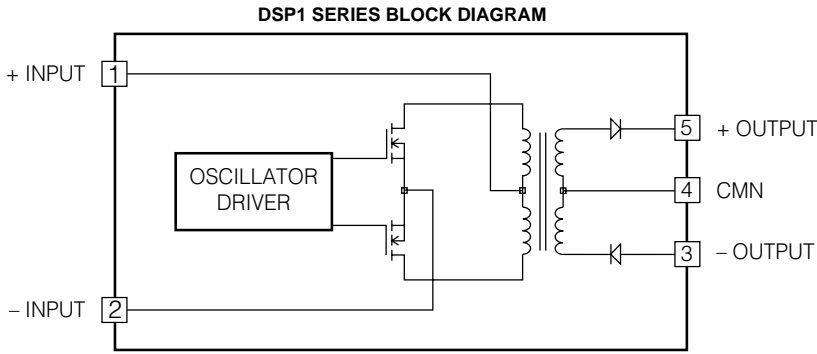 DSP1 SERIES BLOCK DIAGRAM
+ INPUT 1
5 + OUTPUT
OSCILLATOR
DRIVER
4 CMN
3 – OUTPUT
– INPUT 2